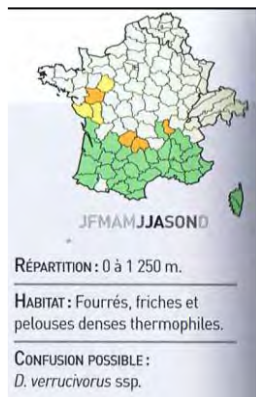 JFMAMJJASOND
RÉPARTITION : 0 à 1 250 m.
HABITAT : Fourrés, friches et
pelouses denses thermophiles.
CONFUSION POSSIBLE :
D. verrucivorus ssp.